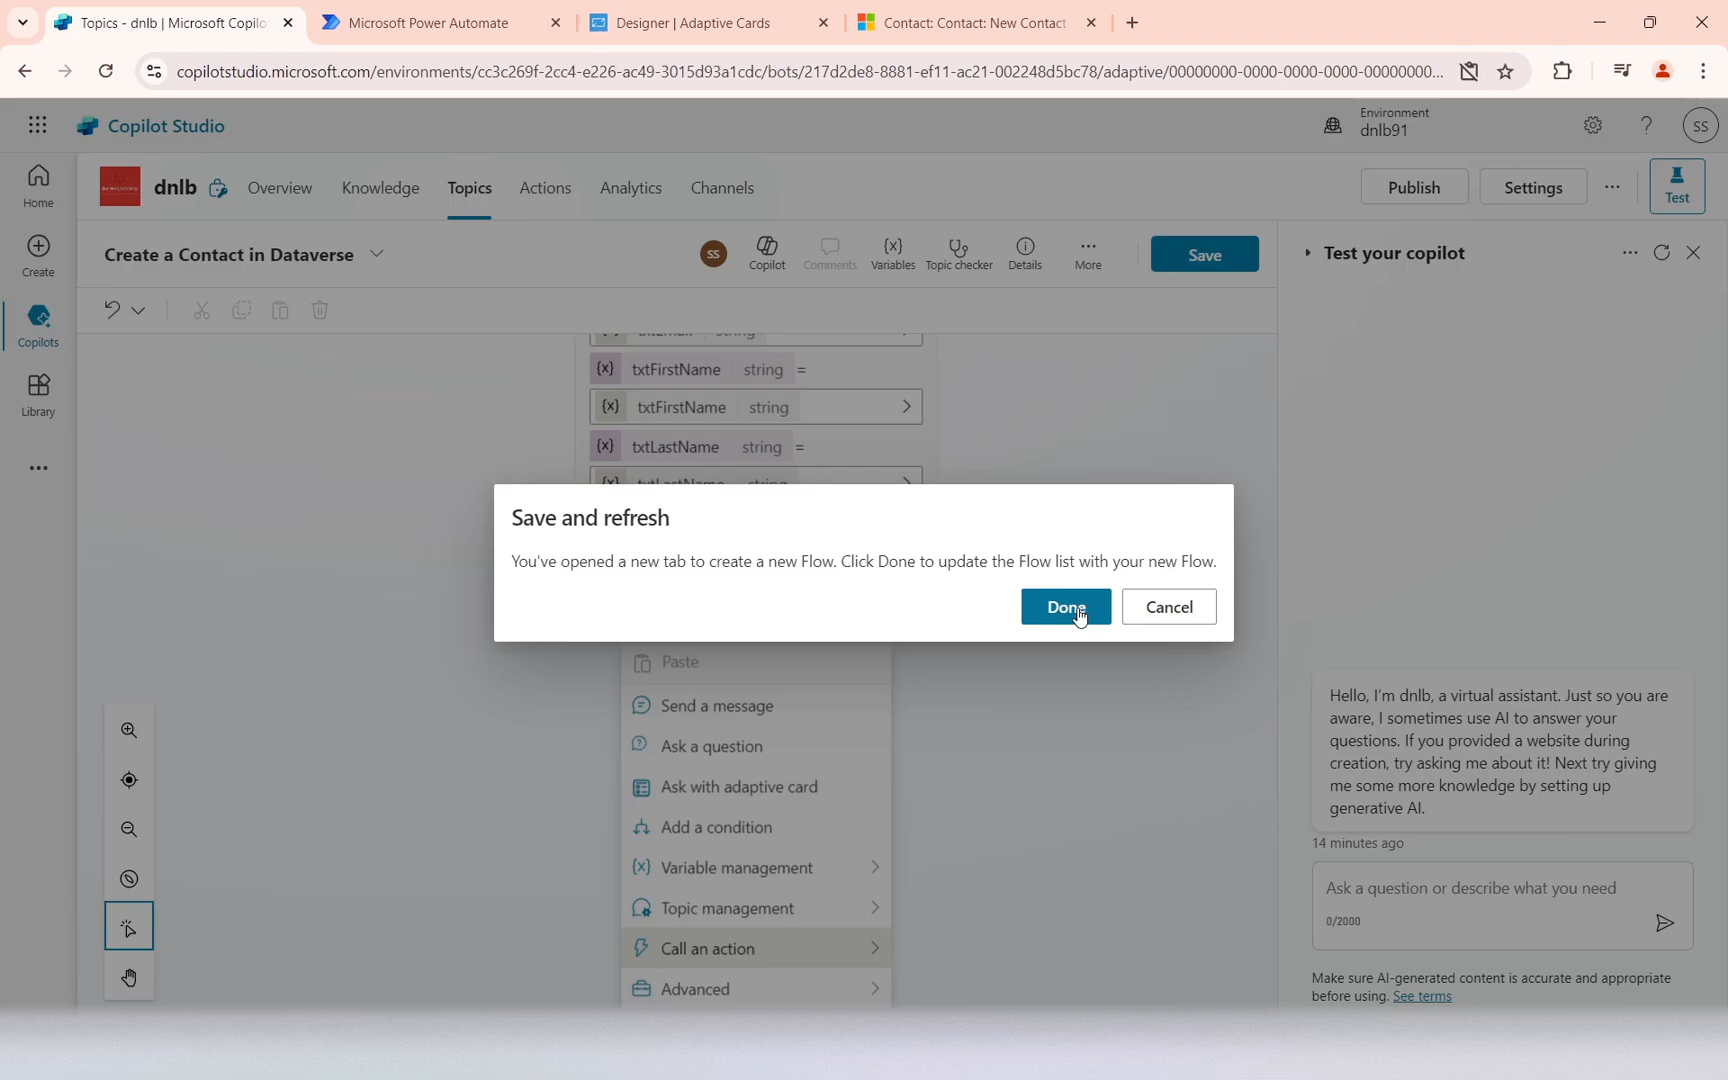 Topics - dnlb | Microsoft Copilo
Microsoft Power Automate
Designer | Adaptive Cards
Contact: Contact: New Contact
copilotstudio.microsoft.com/environments/cc3c269f-2cc4-e226-ac49-3015d93a1cdc/bots/217d2de8-8881-ef11-ac21-002248d5bc78/adaptive/00000000-0000-0000-0000-00000000...
Copilot Studio
Environment
dnlb91
SS
Home
Create
Copilots
Library
dnlb
Overview
Knowledge
Topics
Actions
Analytics
Channels
Publish
Settings
Test
Create a Contact in Dataverse
SS
Copilot
Comments
Variables
Topic checker
Details
More
Save
Test your copilot
{x} txtFirstName string =
{x} txtFirstName string
{x} txtLastName string =
Save and refresh
You've opened a new tab to create a new Flow. Click Done to update the Flow list with your new Flow.
Done
Cancel
Paste
Send a message
Ask a question
Ask with adaptive card
Add a condition
{x} Variable management
Topic management
Call an action
Advanced
Hello, I'm dnlb, a virtual assistant. Just so you are
aware, I sometimes use AI to answer your
questions. If you provided a website during
creation, try asking me about it! Next try giving
me some more knowledge by setting up
generative AI.
14 minutes ago
Ask a question or describe what you need
0/2000
Make sure AI-generated content is accurate and appropriate
before using. See terms